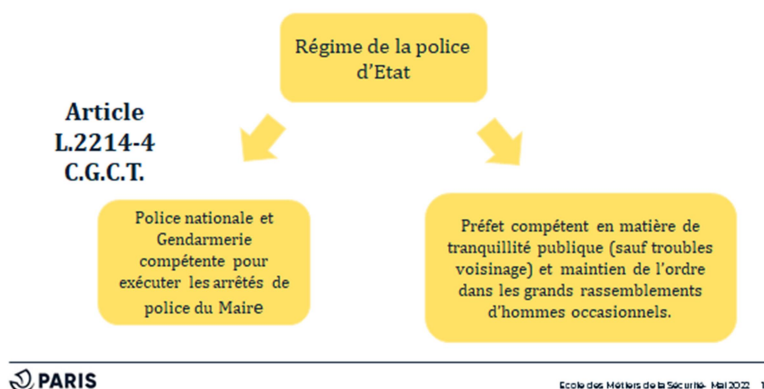 Régime de la police
d'Etat
Article
L.2214-4
C.G.C.T.
Police nationale et
Gendarmerie
compétente pour
exécuter les arrêtés de
police du Maire
Préfet compétent en matière de
tranquillité publique (sauf troubles
voisinage) et maintien de l'ordre
dans les grands rassemblements
d'hommes occasionnels.
PARIS
Ecole des Métiers de la Sécurité- Mai 2022